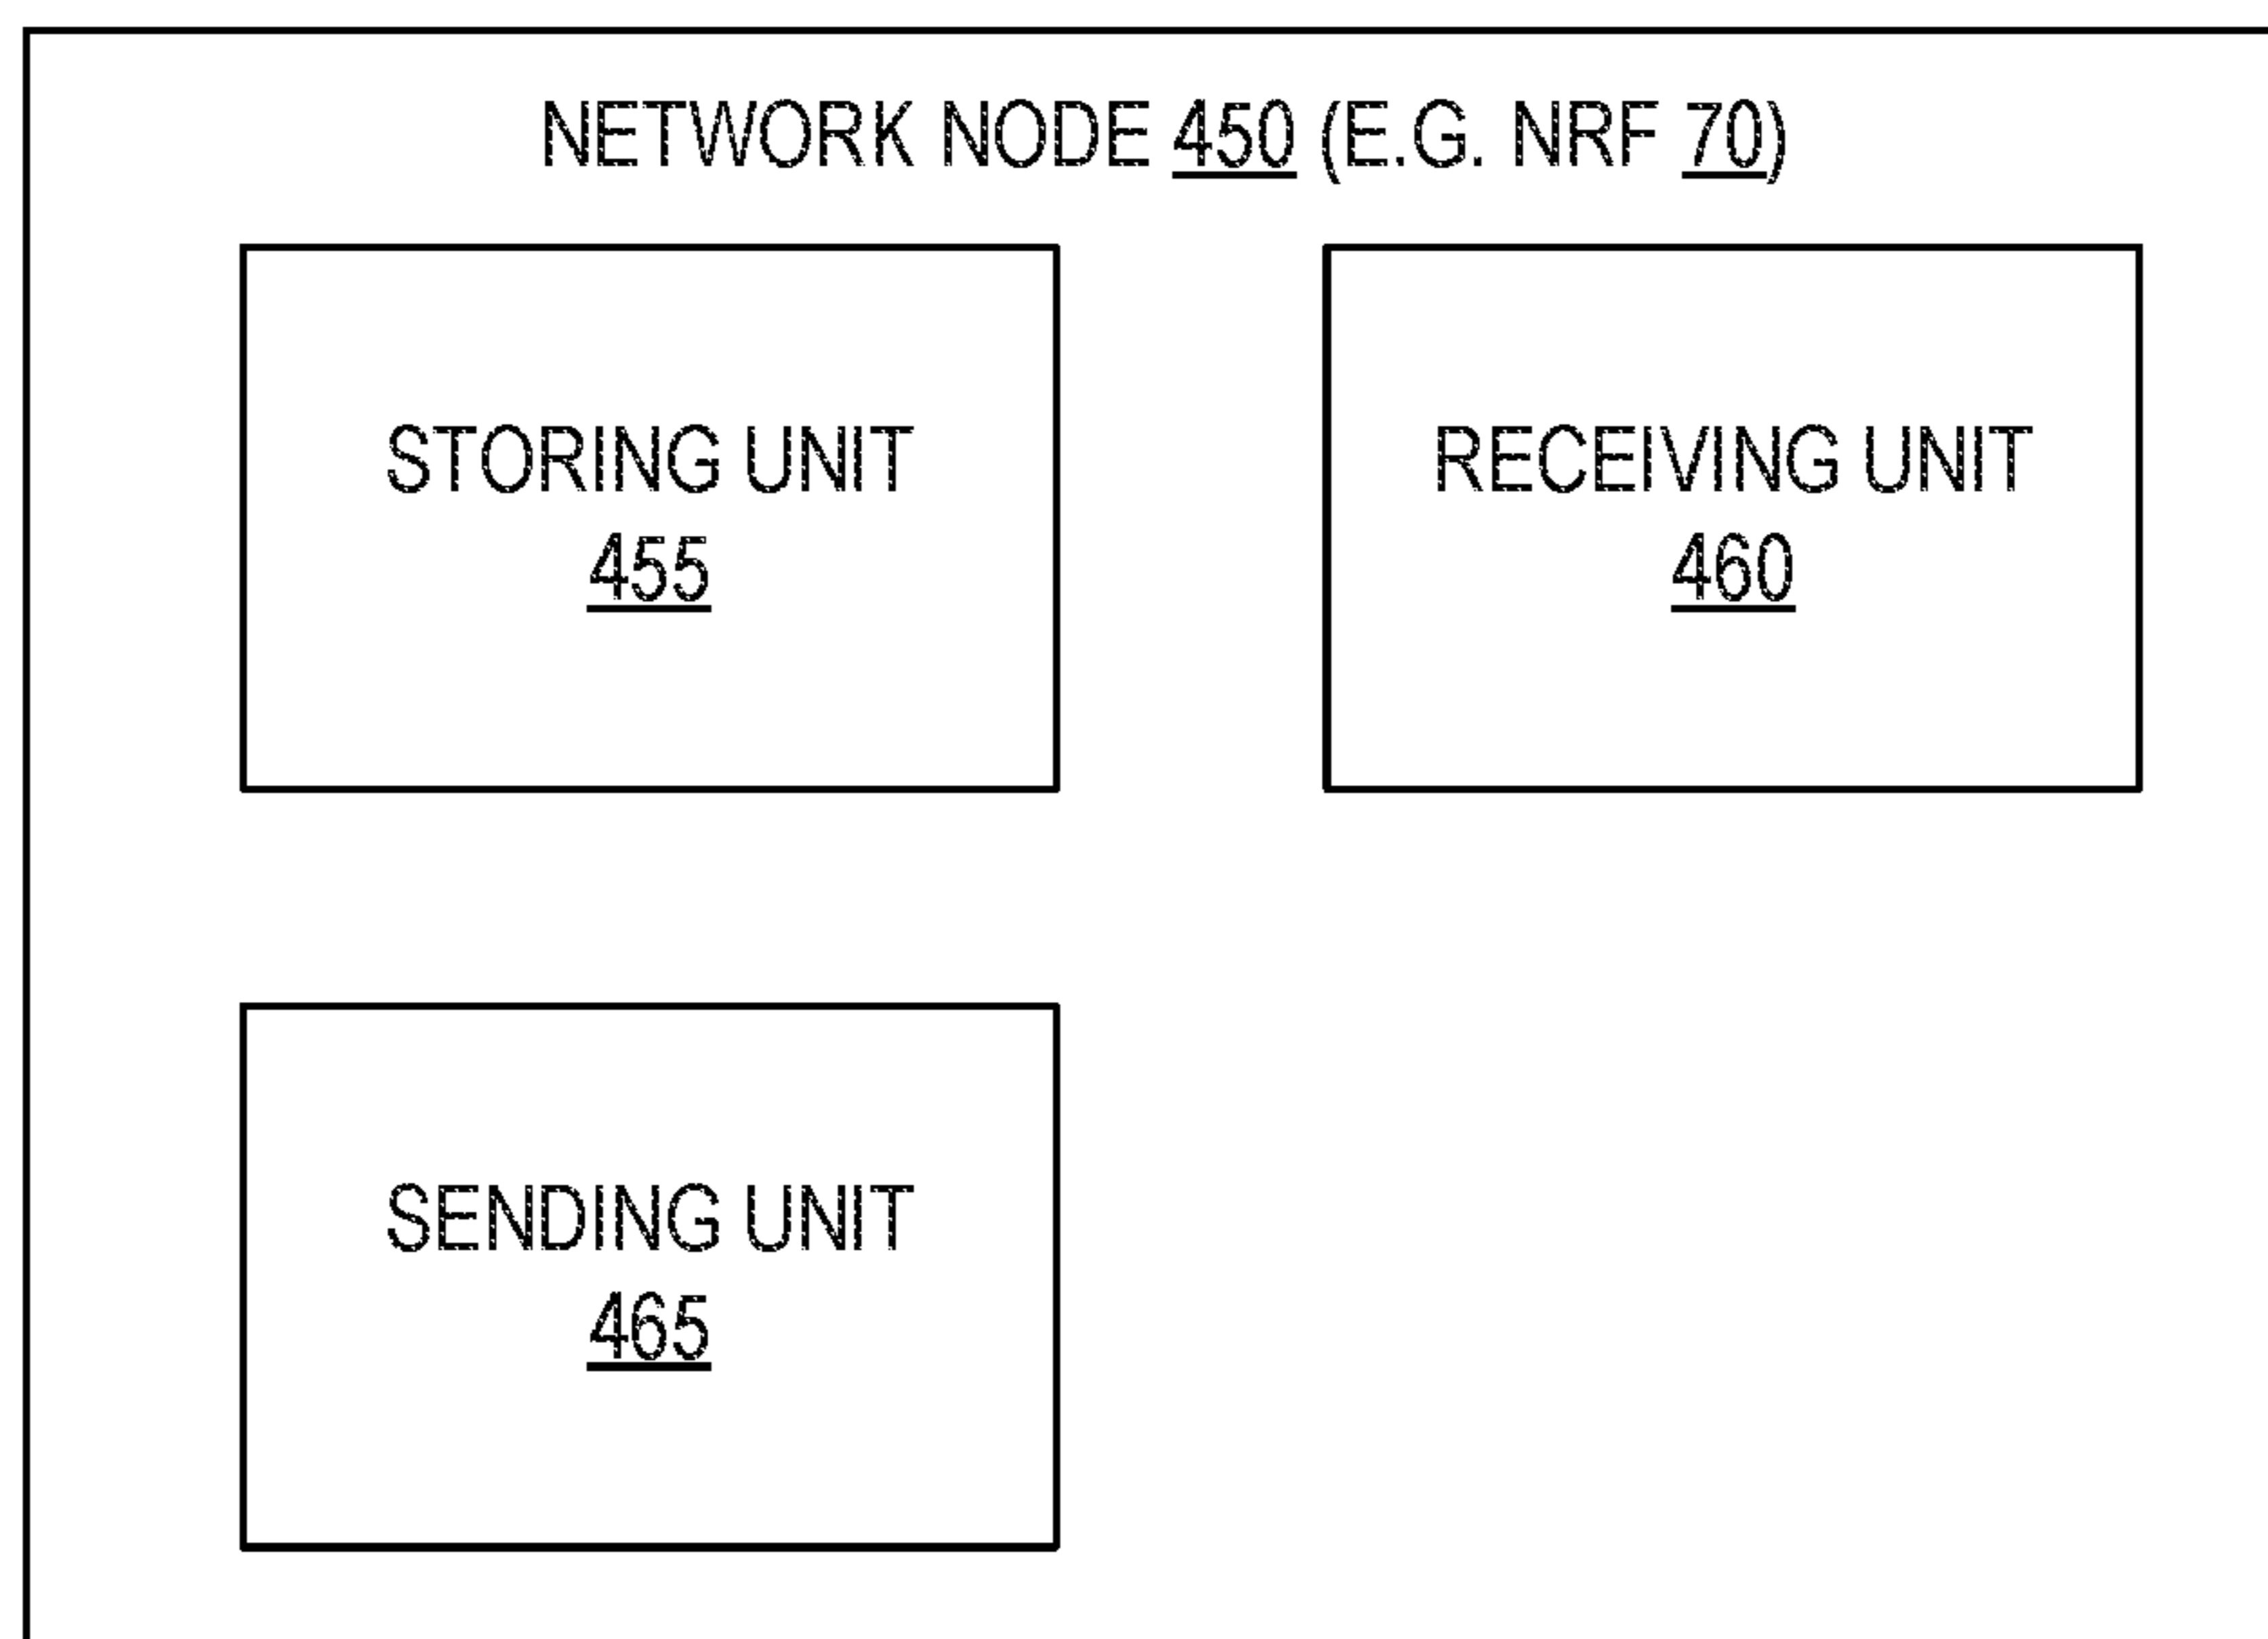 NETWORK NODE 450 (E.G. NRF 70)
STORING UNIT
455
RECEIVING UNIT
460
SENDING UNIT
465